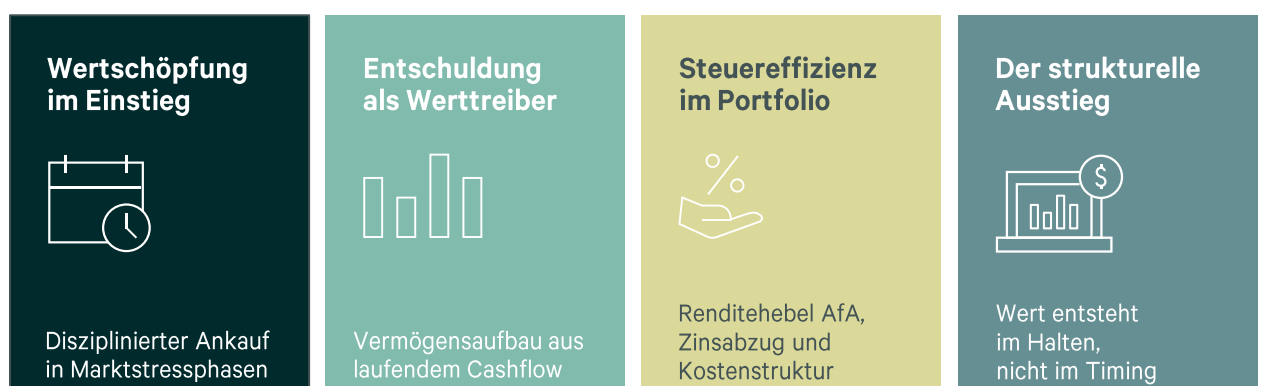 Wertschöpfung
im Einstieg
Disziplinierter Ankauf
in Marktstressphasen
Entschuldung
als Werttreiber
Vermögensaufbau aus
laufendem Cashflow
Steuereffizienz
im Portfolio
%
Renditehebel AfA,
Zinsabzug und
Kostenstruktur
Der strukturelle
Ausstieg
$
Wert entsteht
im Halten,
nicht im Timing